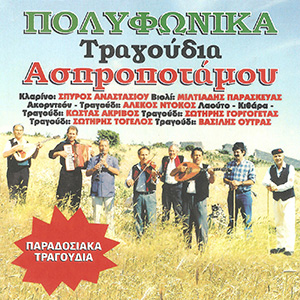 ΠΟΛΥΦΩΝΙΚΑ
Τραγούδια
Ασπροποτάμου
Κλαρίνο: ΣΠΥΡΟΣ ΑΝΑΣΤΑΣΙΟΥ Βιολί: ΜΙΛΤΙΑΔΗΣ ΠΑΡΑΣΚΕΥΑΣ
Ακορντεόν - Τραγούδι: ΑΛΕΚΟΣ ΝΤΟΚΟΣ Λαούτο - Κιθάρα -
Τραγούδι: ΚΩΣΤΑΣ ΑΚΡΙΒΟΣ Τραγούδι: ΣΩΤΗΡΗΣ ΓΟΡΓΟΓΕΤΑΣ
Τραγούδι: ΣΩΤΗΡΗΣ ΤΟΓΕΛΟΣ Τραγούδι: ΒΑΣΙΛΗΣ ΟΥΤΡΑΣ
ΠΑΡΑΔΟΣΙΑΚΑ
ΤΡΑΓΟΥΔΙΑ